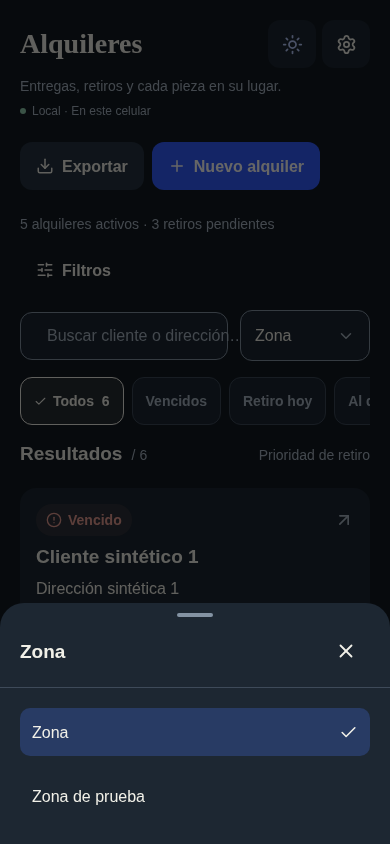 Alquileres
Entregas, retiros y cada pieza en su lugar.
Local · En este celular
Exportar
Nuevo alquiler
5 alquileres activos · 3 retiros pendientes
Filtros
Buscar cliente o dirección…
Zona
Todos 6
Vencidos
Retiro hoy
Al
Resultados / 6
Prioridad de retiro
Vencido
Cliente sintético 1
Dirección sintética 1
Zona
Zona
Zona de prueba